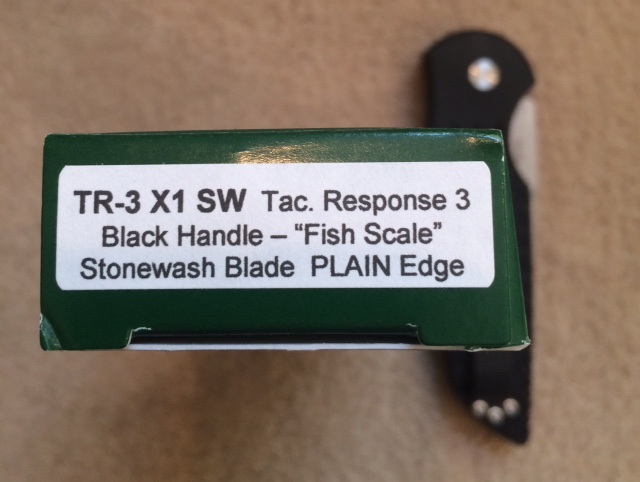 TR-3 X1 SW Tac. Response 3
Black Handle – “Fish Scale”
Stonewash Blade PLAIN Edge